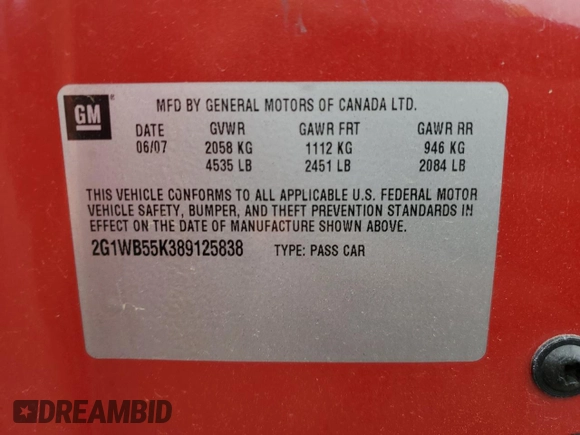 GM
MFD BY GENERAL MOTORS OF CANADA LTD.
DATE GVWR GAWR FRT GAWR RR
06/07 2058 KG 1112 KG 946 KG
4535 LB 2451 LB 2084 LB
THIS VEHICLE CONFORMS TO ALL APPLICABLE U.S. FEDERAL MOTOR
VEHICLE SAFETY, BUMPER, AND THEFT PREVENTION STANDARDS IN
EFFECT ON THE DATE OF MANUFACTURE SHOWN ABOVE.
2G1WB55K389125838 TYPE: PASS CAR
DREAMBID